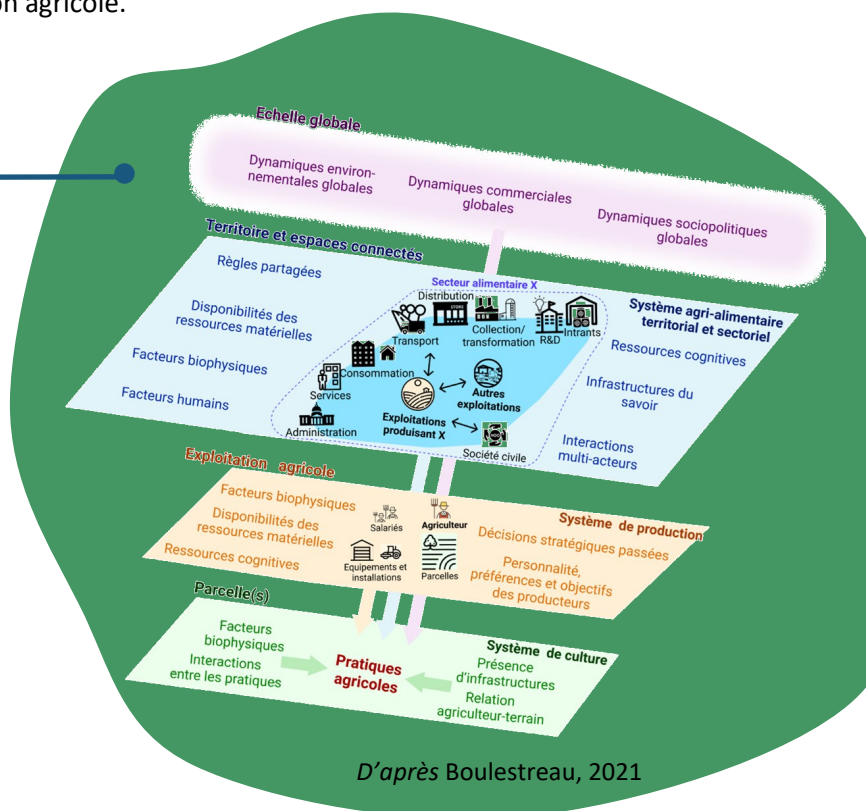 on agricole.
Echelle globale
Dynamiques environ-
nementales globales
Dynamiques commerciales
globales
Dynamiques sociopolitiques
globales
Territoire et espaces connectés
Règles partagées
Disponibilités des
ressources matérielles
Facteurs biophysiques
Facteurs humains
Secteur alimentaire X
Distribution
STORE
Transport
Collection/
transformation
R&D
Intrants
Consommation
Services
Administration
Exploitations
produisant X
Autres
exploitations
Société civile
Système agri-alimentaire
territorial et sectoriel
Ressources cognitives
Infrastructures du
savoir
Interactions
multi-acteurs
Exploitation agricole
Facteurs biophysiques
Disponibilités des
ressources matérielles
Ressources cognitives
Salariés
Agriculteur
Equipements et
installations
Parcelles
Système de production
Décisions stratégiques passées
Personnalité,
préférences et objectifs
des producteurs
Parcelle(s)
Facteurs
biophysiques
Interactions
entre les pratiques
Pratiques
agricoles
Système de culture
Présence
d'infrastructures
Relation
agriculteur-terrain
D'après Boulestreau, 2021